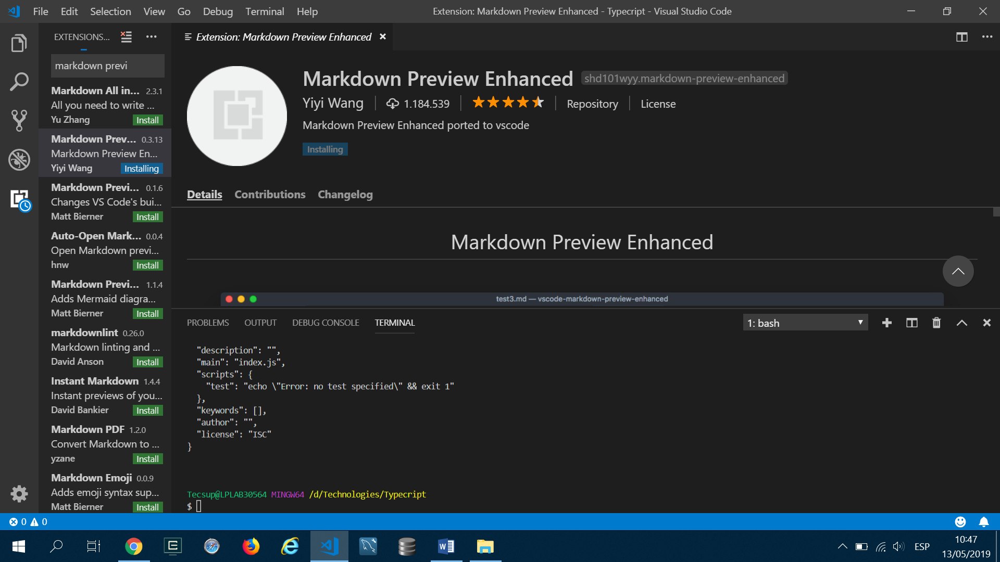 File Edit Selection View Go Debug Terminal Help
Extension: Markdown Preview Enhanced - Typecript - Visual Studio Code
EXTENSIONS...
markdown previ
Markdown All in... 2.3.1
All you need to write ...
Yu Zhang Install
Markdown Prev... 0.3.13
Markdown Preview En...
Yiyi Wang Installing
Markdown Previ... 0.1.6
Changes VS Code's bui...
Matt Bierner Install
Auto-Open Mark... 0.0.4
Open Markdown previ...
hnw Install
Markdown Previ... 1.1.4
Adds Mermaid diagra...
Matt Bierner Install
markdownlint 0.26.0
Markdown linting and ...
David Anson Install
Instant Markdown 1.4.4
Instant previews of you...
David Bankier Install
Markdown PDF 1.2.0
Convert Markdown to ...
yzane Install
Markdown Emoji 0.0.9
Adds emoji syntax sup...
Matt Bierner Install
Extension: Markdown Preview Enhanced
Markdown Preview Enhanced shd101wyy.markdown-preview-enhanced
Yiyi Wang 1.184.539 Repository License
Markdown Preview Enhanced ported to vscode
Installing
Details Contributions Changelog
Markdown Preview Enhanced
test3.md — vscode-markdown-preview-enhanced
PROBLEMS OUTPUT DEBUG CONSOLE TERMINAL
1: bash
"description": "",
"main": "index.js",
"scripts": {
"test": "echo \"Error: no test specified\" && exit 1"
},
"keywords": [],
"author": "",
"license": "ISC"
}
Tecsup@LPLAB30564 MINGW64 /d/Technologies/Typecript
$
0 0
ESP
10:47
13/05/2019